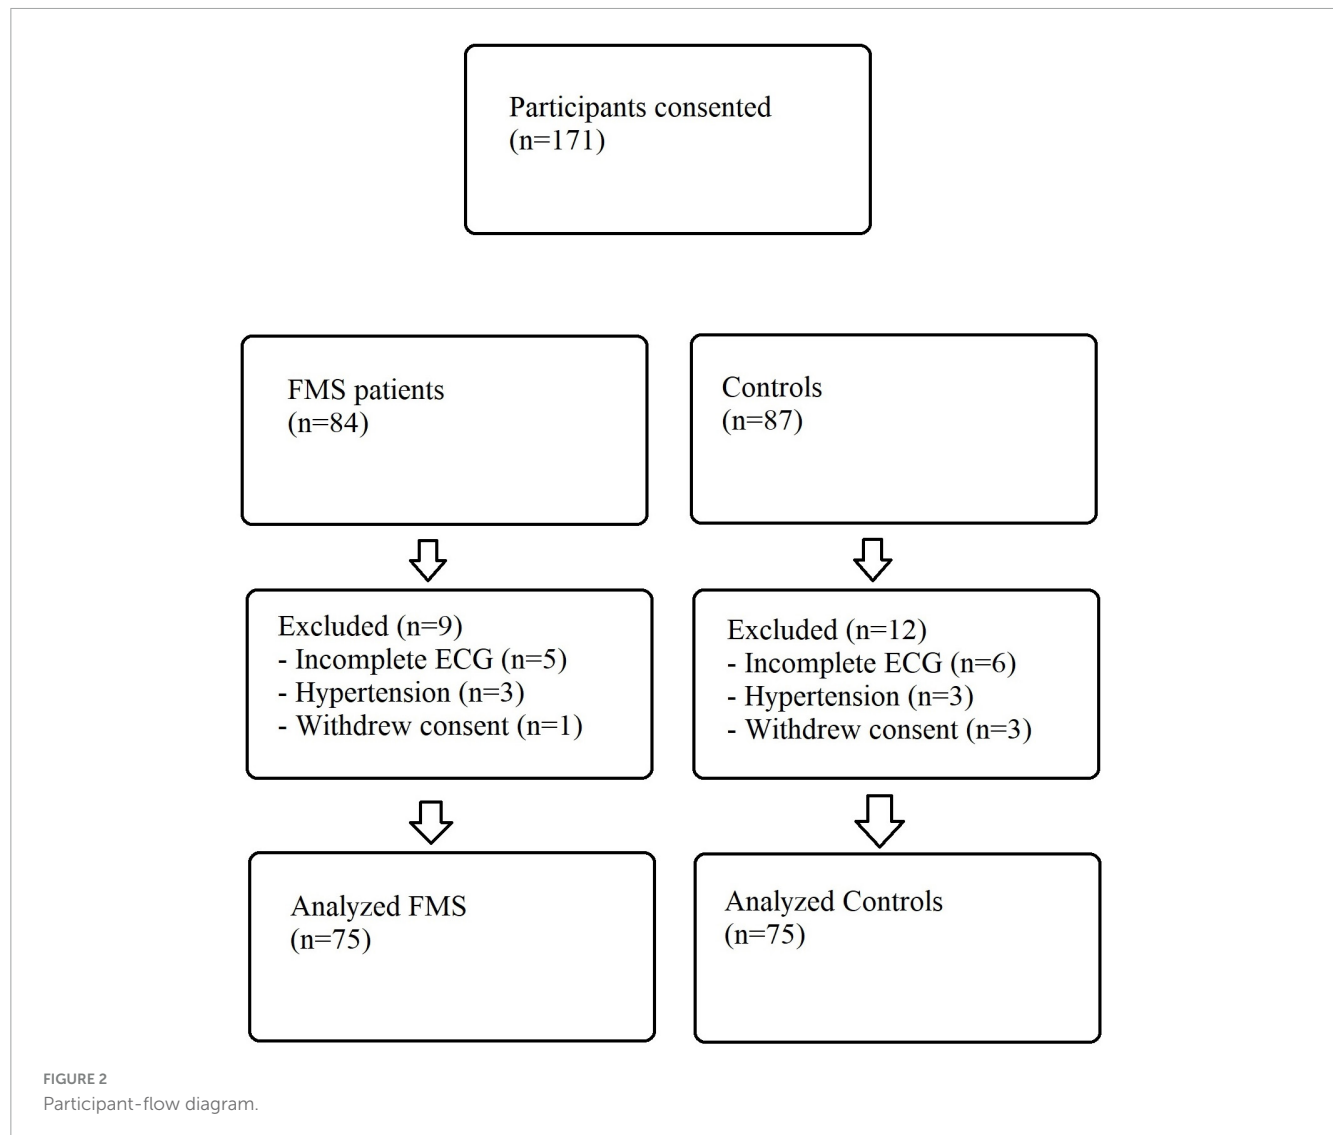 Participants consented
(n=171)
FMS patients
(n=84)
Controls
(n=87)
Excluded (n=9)
- Incomplete ECG (n=5)
- Hypertension (n=3)
- Withdrew consent (n=1)
Excluded (n=12)
- Incomplete ECG (n=6)
- Hypertension (n=3)
- Withdrew consent (n=3)
Analyzed FMS
(n=75)
Analyzed Controls
(n=75)
FIGURE 2
Participant-flow diagram.